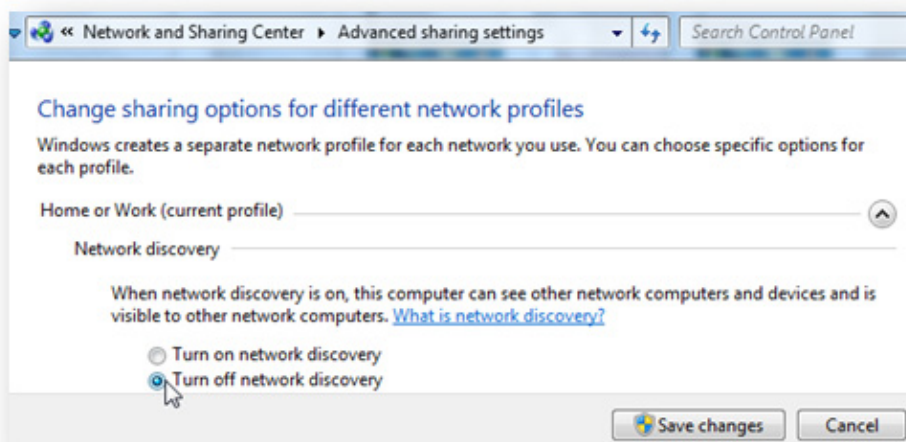 « Network and Sharing Center ▸ Advanced sharing settings Search Control Panel
Change sharing options for different network profiles
Windows creates a separate network profile for each network you use. You can choose specific options for
each profile.
Home or Work (current profile)
Network discovery
When network discovery is on, this computer can see other network computers and devices and is
visible to other network computers. What is network discovery?
Turn on network discovery
Turn off network discovery
Save changes Cancel